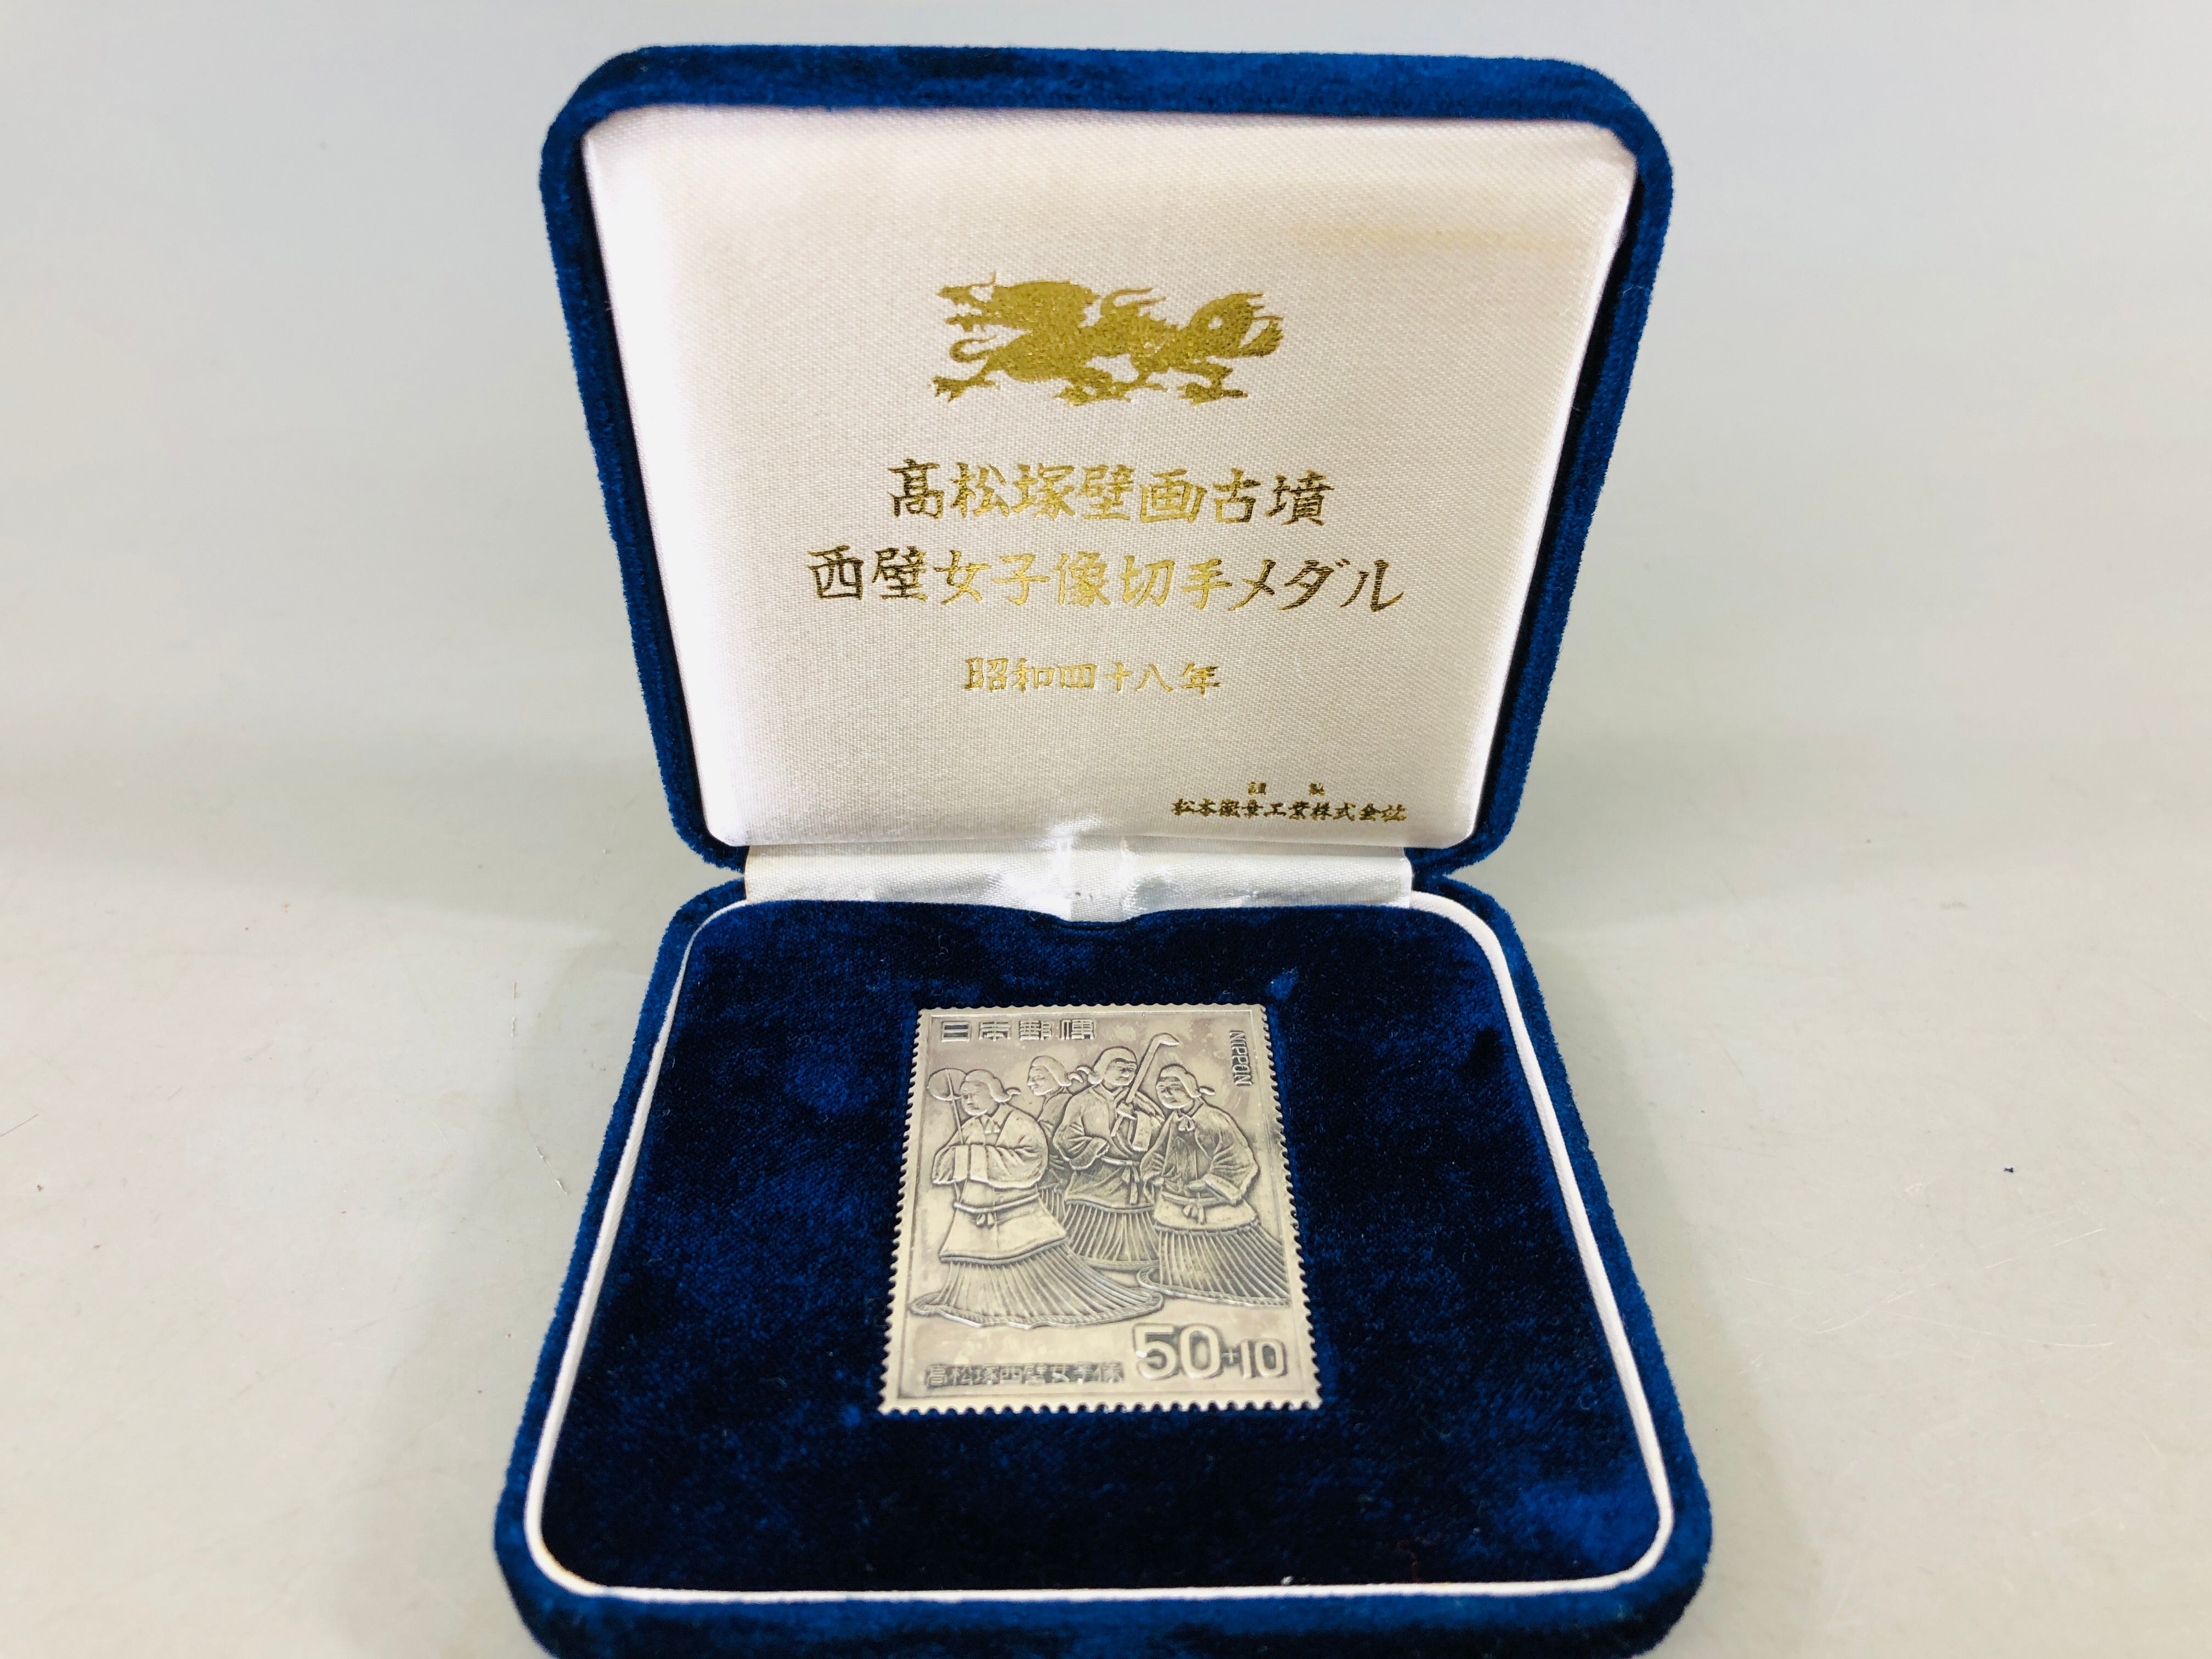 高松塚壁画古墳
西壁女子像切手メダル
昭和四十八年
謹製
松本徽章工業株式会社
日本郵便
NIPPON
高松塚西壁女子像
50+10